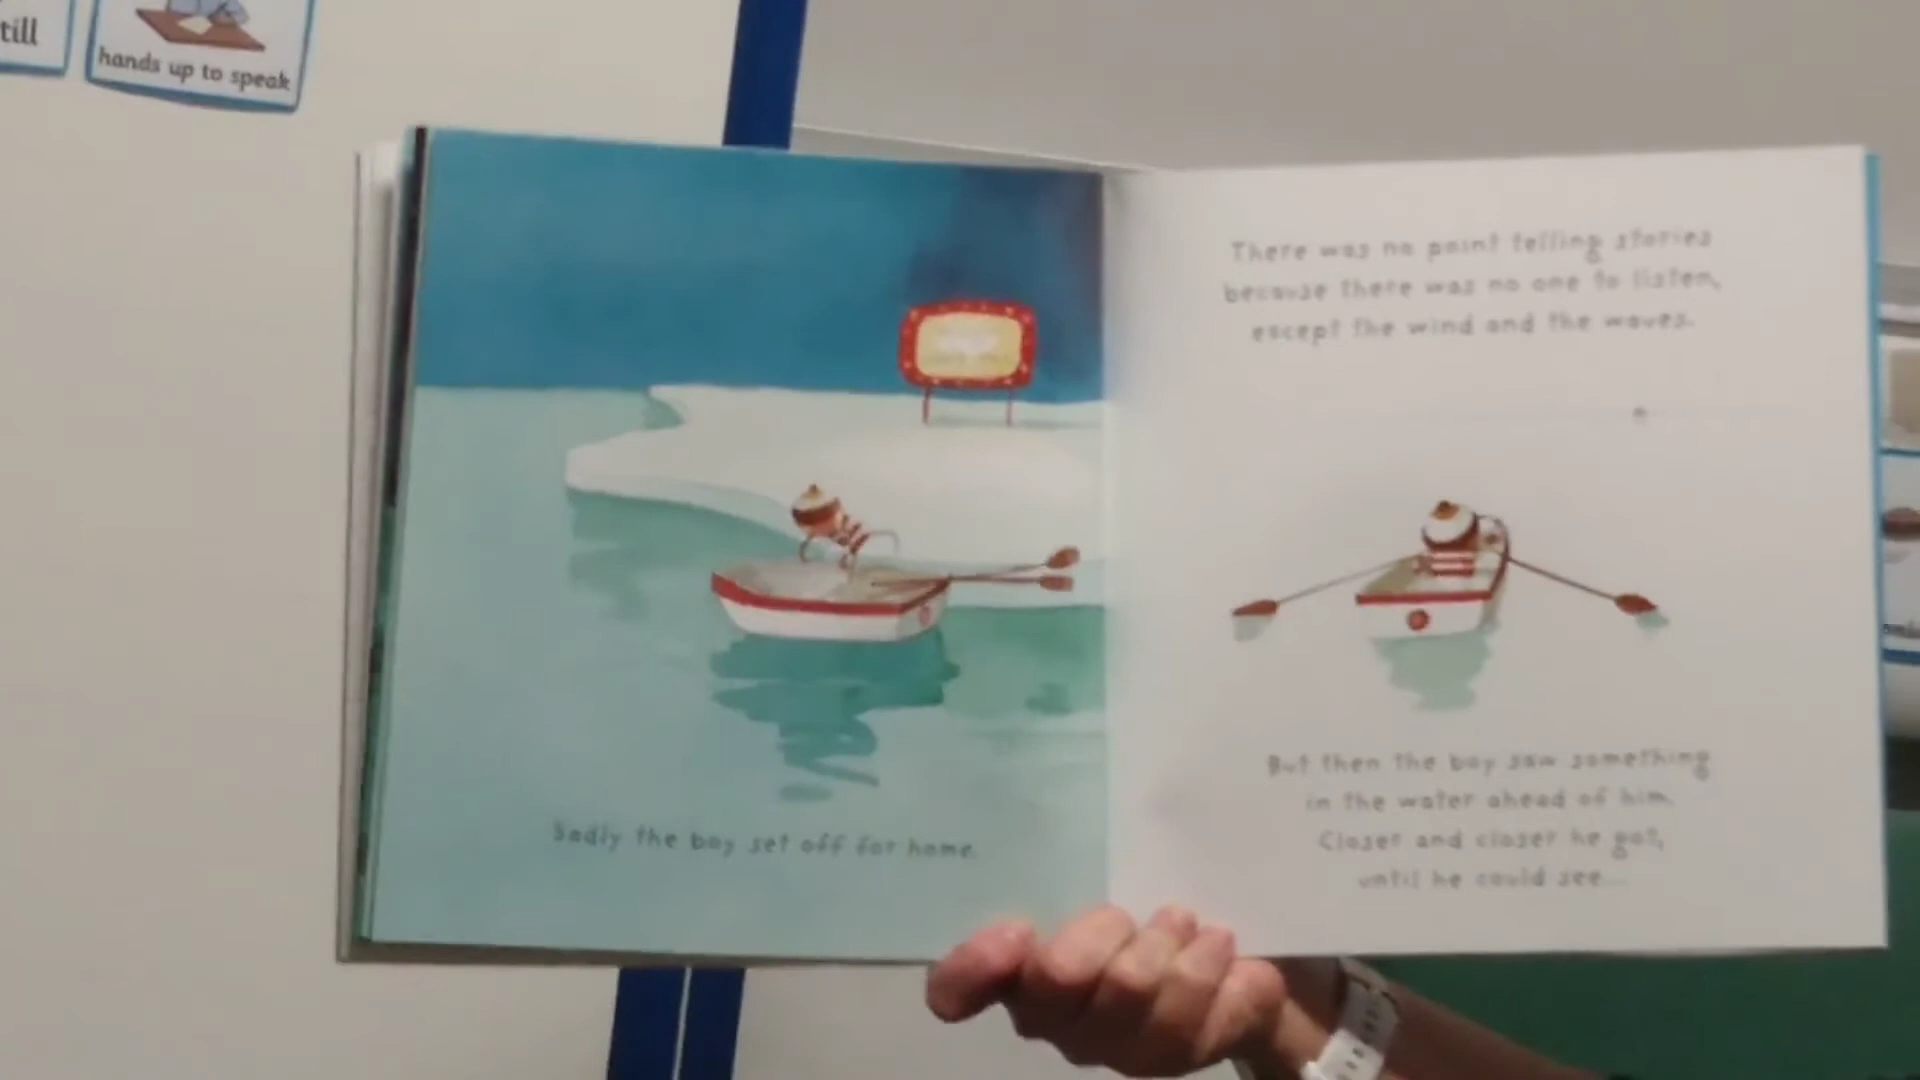 till
hands up to speak
Sadly the boy set off for home.
There was no point telling stories
because there was no one to listen,
except the wind and the waves.
But then the boy saw something
in the water ahead of him.
Closer and closer he got,
until he could see...